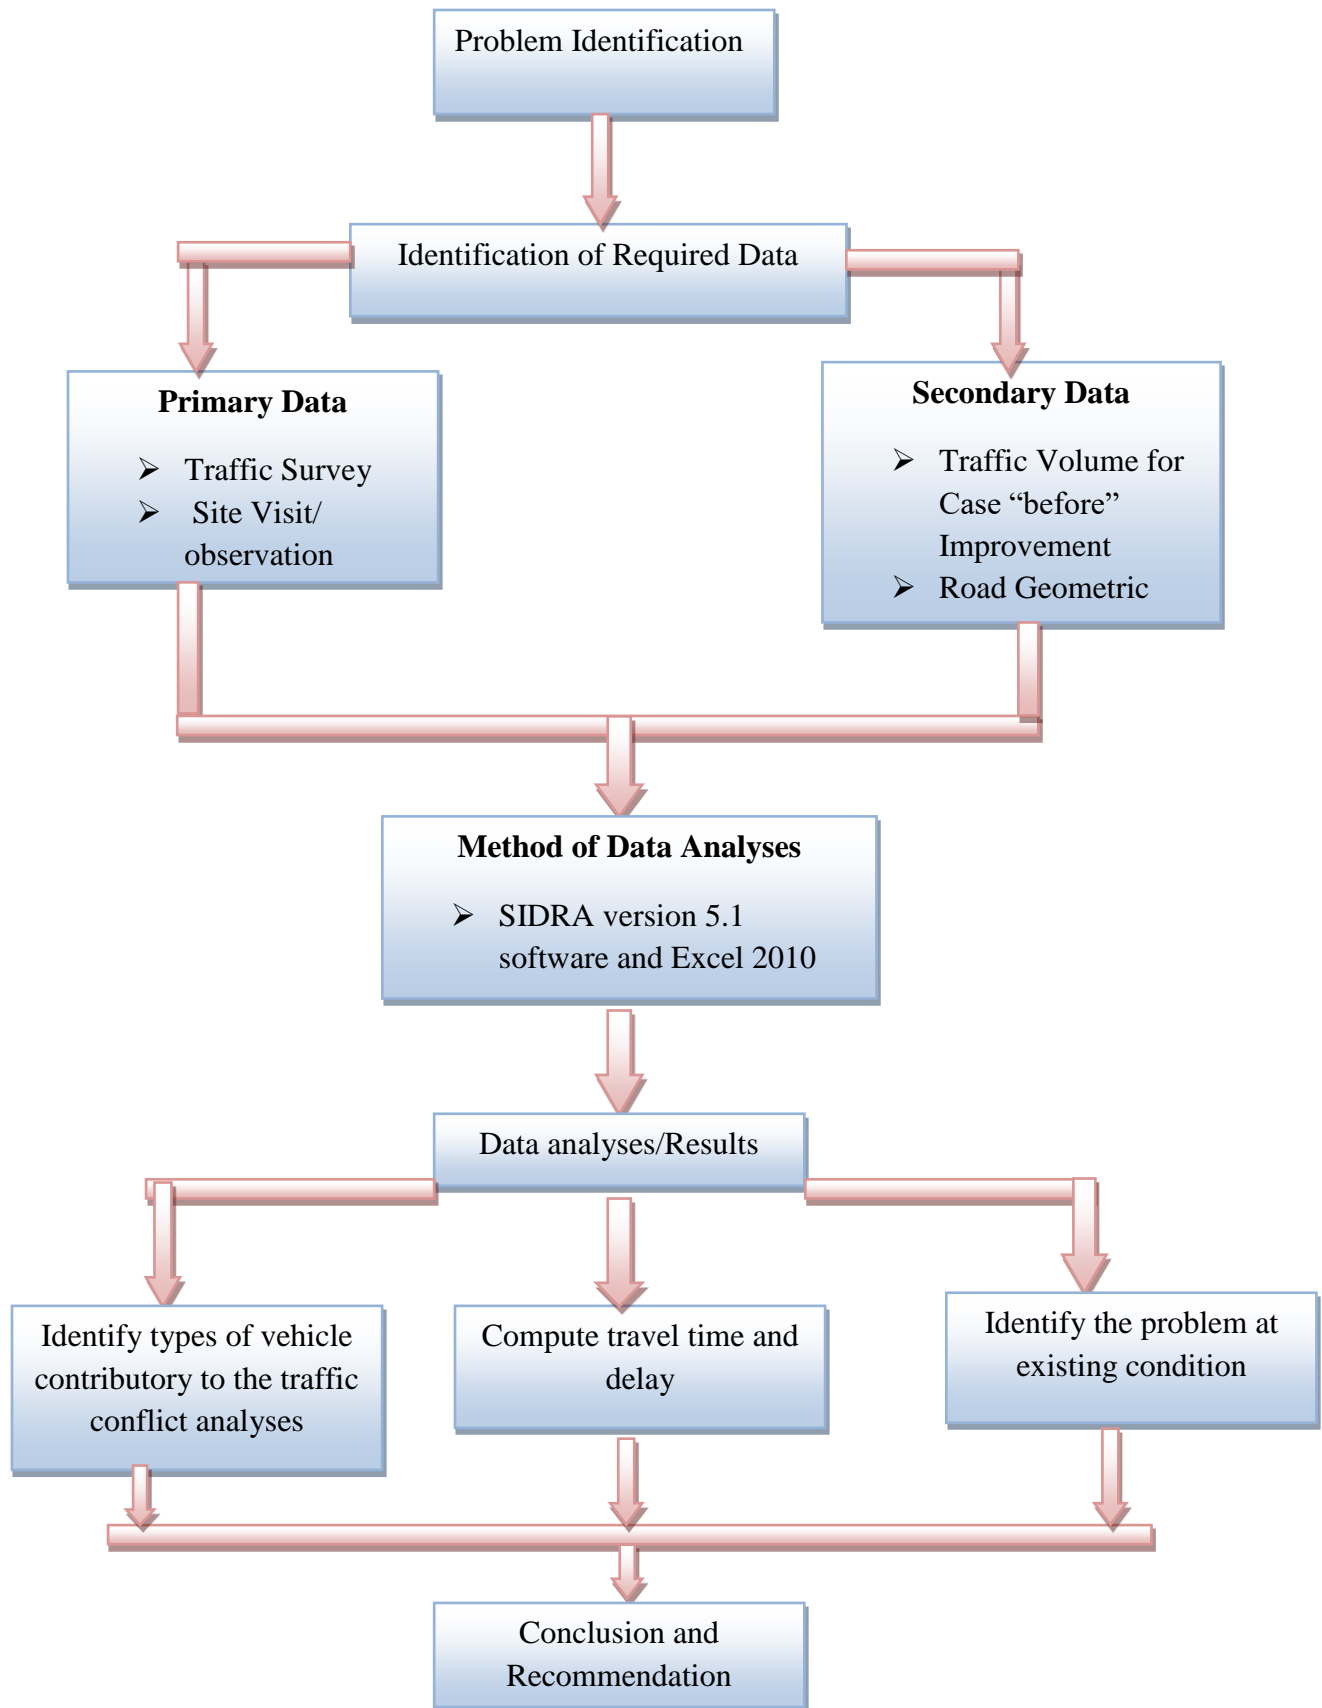 Problem Identification
Identification of Required Data
Primary Data
➢ Traffic Survey
➢ Site Visit/
observation
Secondary Data
➢ Traffic Volume for
Case “before”
Improvement
➢ Road Geometric
Method of Data Analyses
➢ SIDRA version 5.1
software and Excel 2010
Data analyses/Results
Identify types of vehicle
contributory to the traffic
conflict analyses
Compute travel time and
delay
Identify the problem at
existing condition
Conclusion and
Recommendation